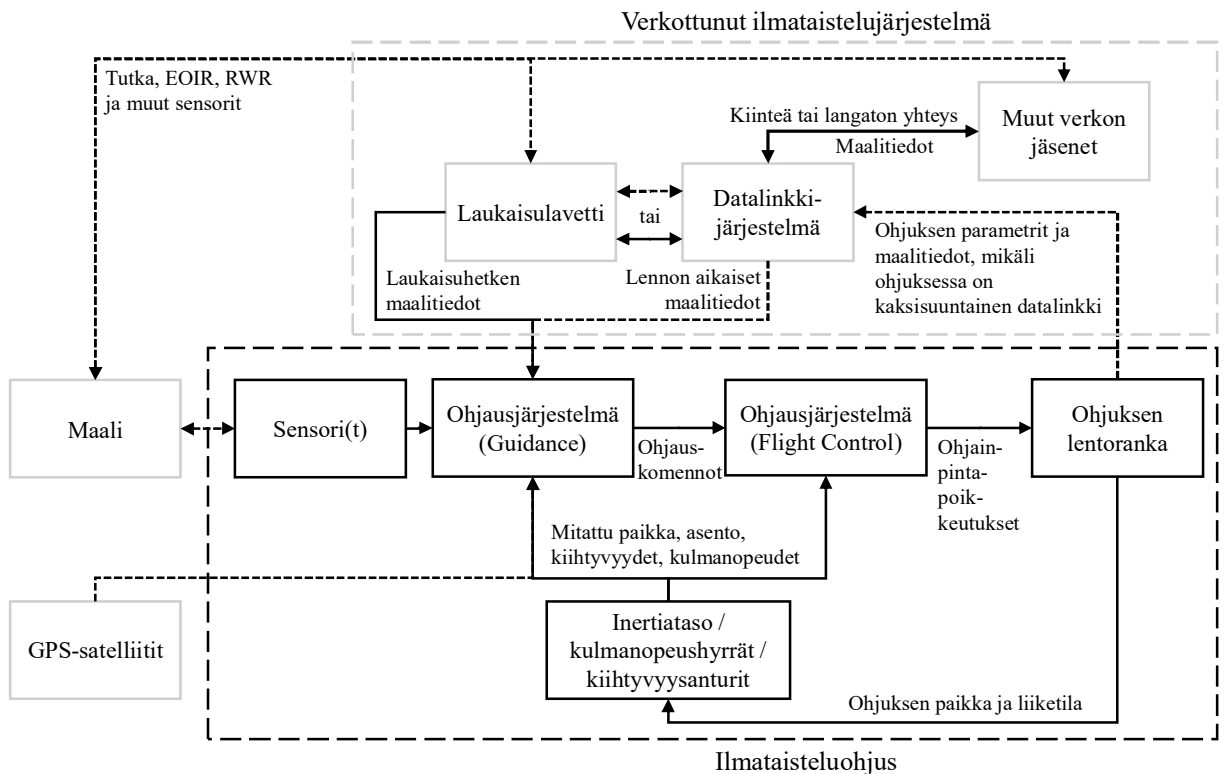 Verkottunut ilmataistelujärjestelmä
Tutka, EOIR, RWR
ja muut sensorit
Kiinteä tai langaton yhteys
Maalitiedot
Muut verkon
jäsenet
Laukaisulavetti
tai
Datalinkki-
järjestelmä
Laukaisuhetken
maalitiedot
Lennon aikaiset
maalitiedot
Ohjuksen parametrit ja
maalitiedot, mikäli
ohjuksessa on
kaksisuuntainen datalinkki
Maali
Sensori(t)
Ohjausjärjestelmä
(Guidance)
Ohjaus-
komennot
Ohjausjärjestelmä
(Flight Control)
Ohjain-
pinta-
poik-
keutukset
Ohjuksen
lentoranka
Mitattu paikka, asento,
kiihtyvyydet, kulmanopeudet
GPS-satelliitit
Inertiataso /
kulmanopeushyrrät /
kiihtyvyysanturit
Ohjuksen paikka ja liiketila
Ilmataisteluohjus